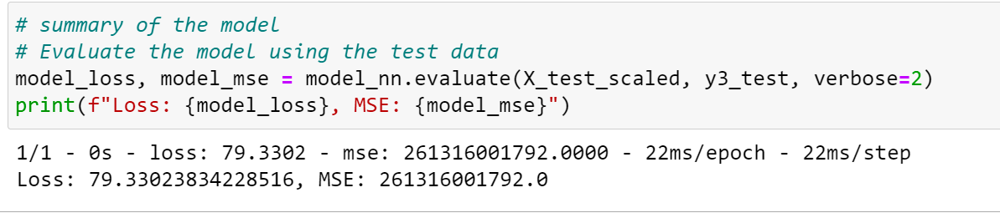 # summary of the model
# Evaluate the model using the test data
model_loss, model_mse = model_nn.evaluate(X_test_scaled, y3_test, verbose=2)
print(f"Loss: {model_loss}, MSE: {model_mse}")
1/1 - 0s - loss: 79.3302 - mse: 261316001792.0000 - 22ms/epoch - 22ms/step
Loss: 79.33023834228516, MSE: 261316001792.0